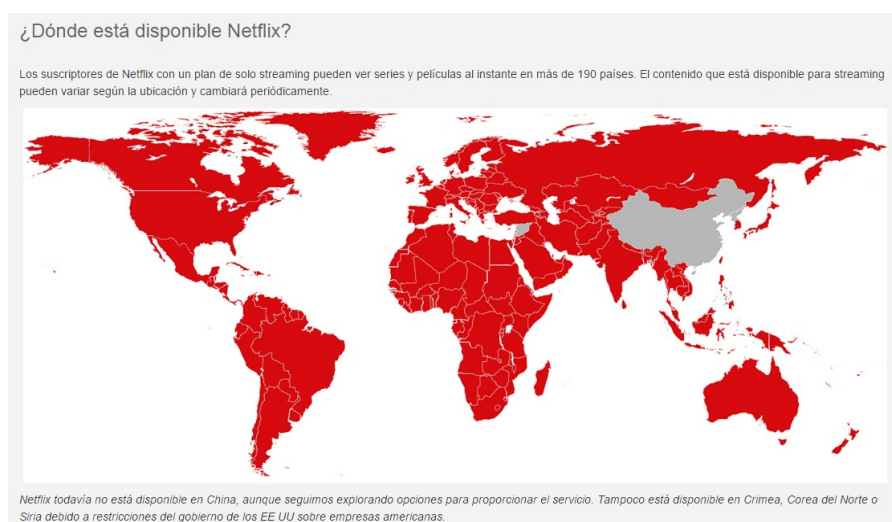 ¿Dónde está disponible Netflix?
Los suscriptores de Netflix con un plan de solo streaming pueden ver series y películas al instante en más de 190 países. El contenido que está disponible para streaming
pueden variar según la ubicación y cambiará periódicamente.
Netflix todavía no está disponible en China, aunque seguimos explorando opciones para proporcionar el servicio. Tampoco está disponible en Crimea, Corea del Norte o
Siria debido a restricciones del gobierno de los EE UU sobre empresas americanas.